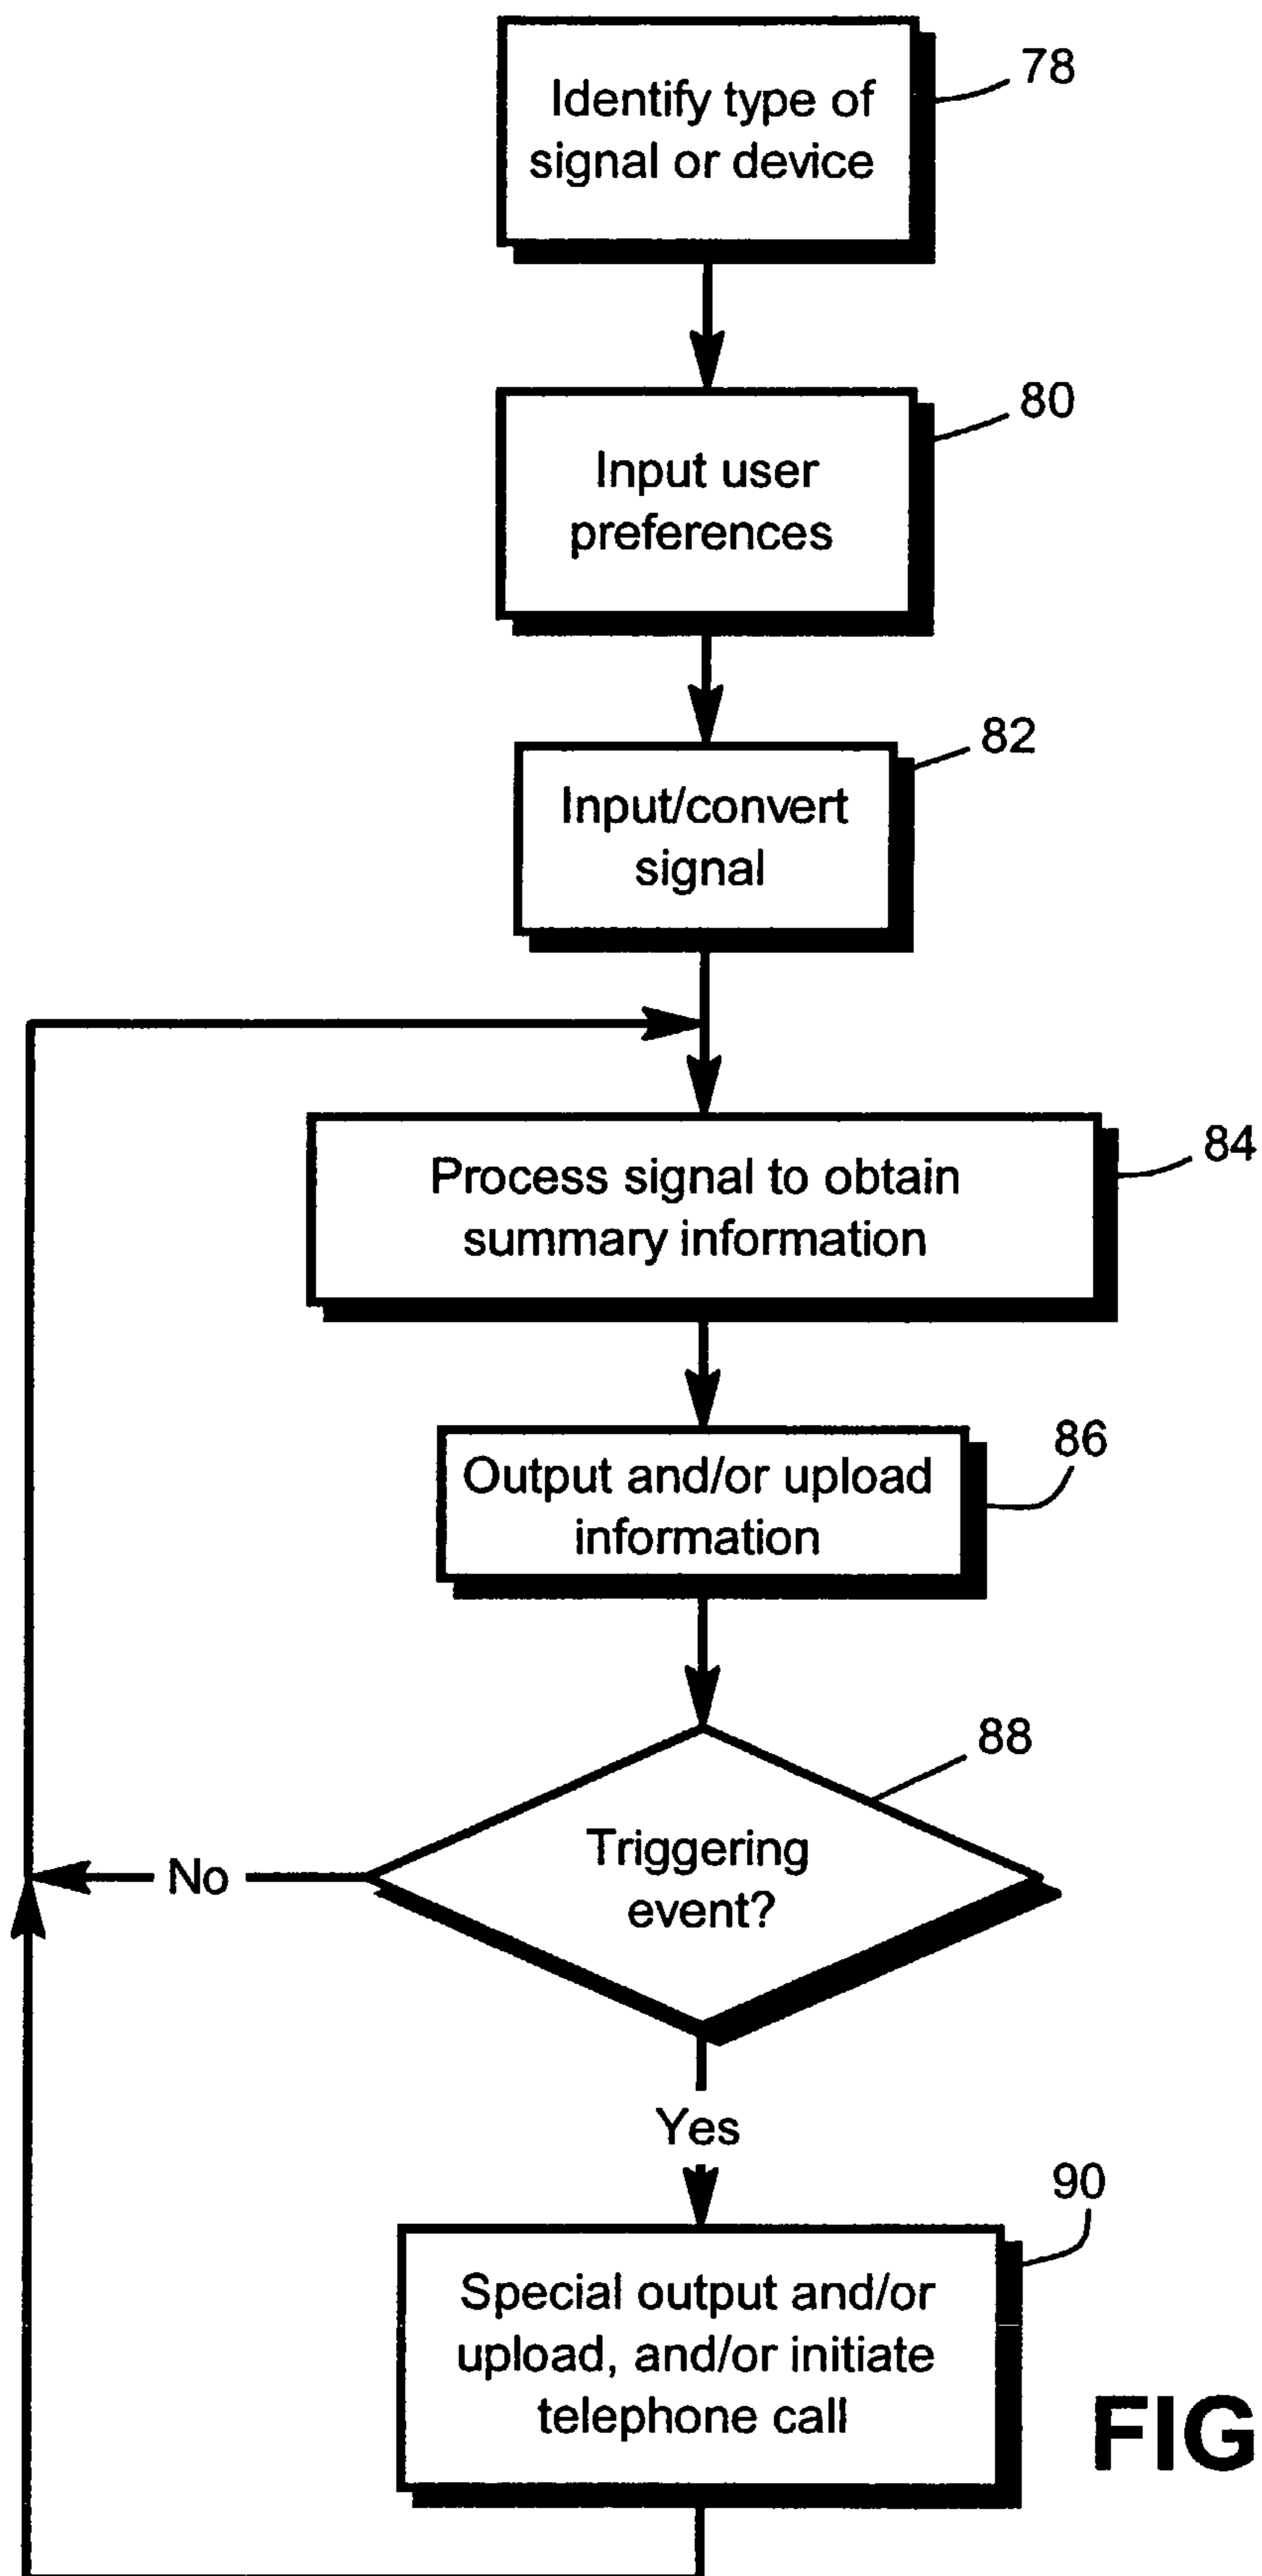 Identify type of
signal or device
78
Input user
preferences
80
Input/convert
signal
82
Process signal to obtain
summary information
84
Output and/or upload
information
86
Triggering
event?
88
No
Yes
Special output and/or
upload, and/or initiate
telephone call
90
FIG